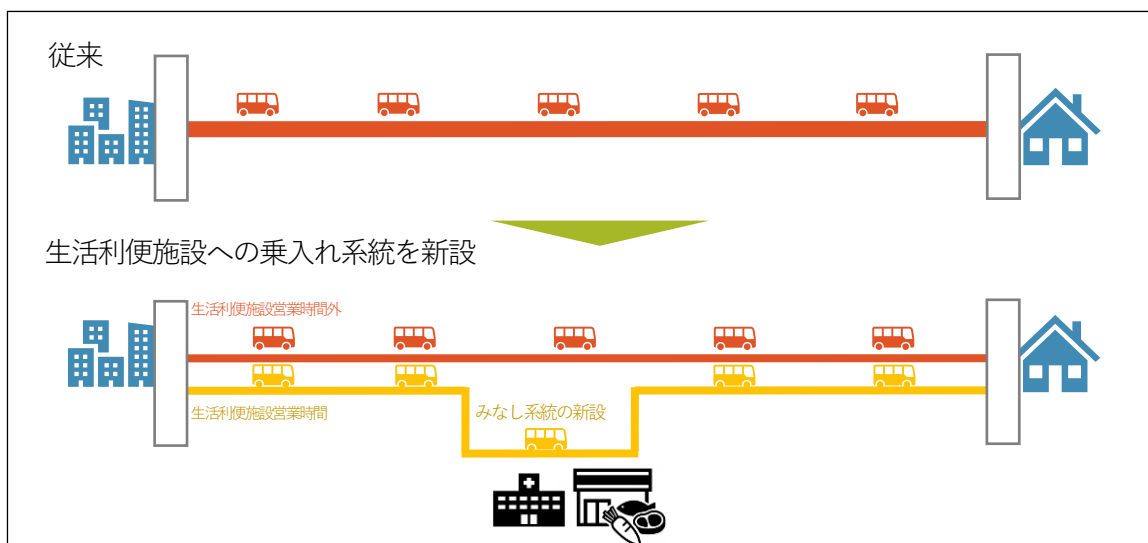 従来
生活利便施設への乗入れ系統を新設
生活利便施設営業時間外
生活利便施設営業時間
みなし系統の新設